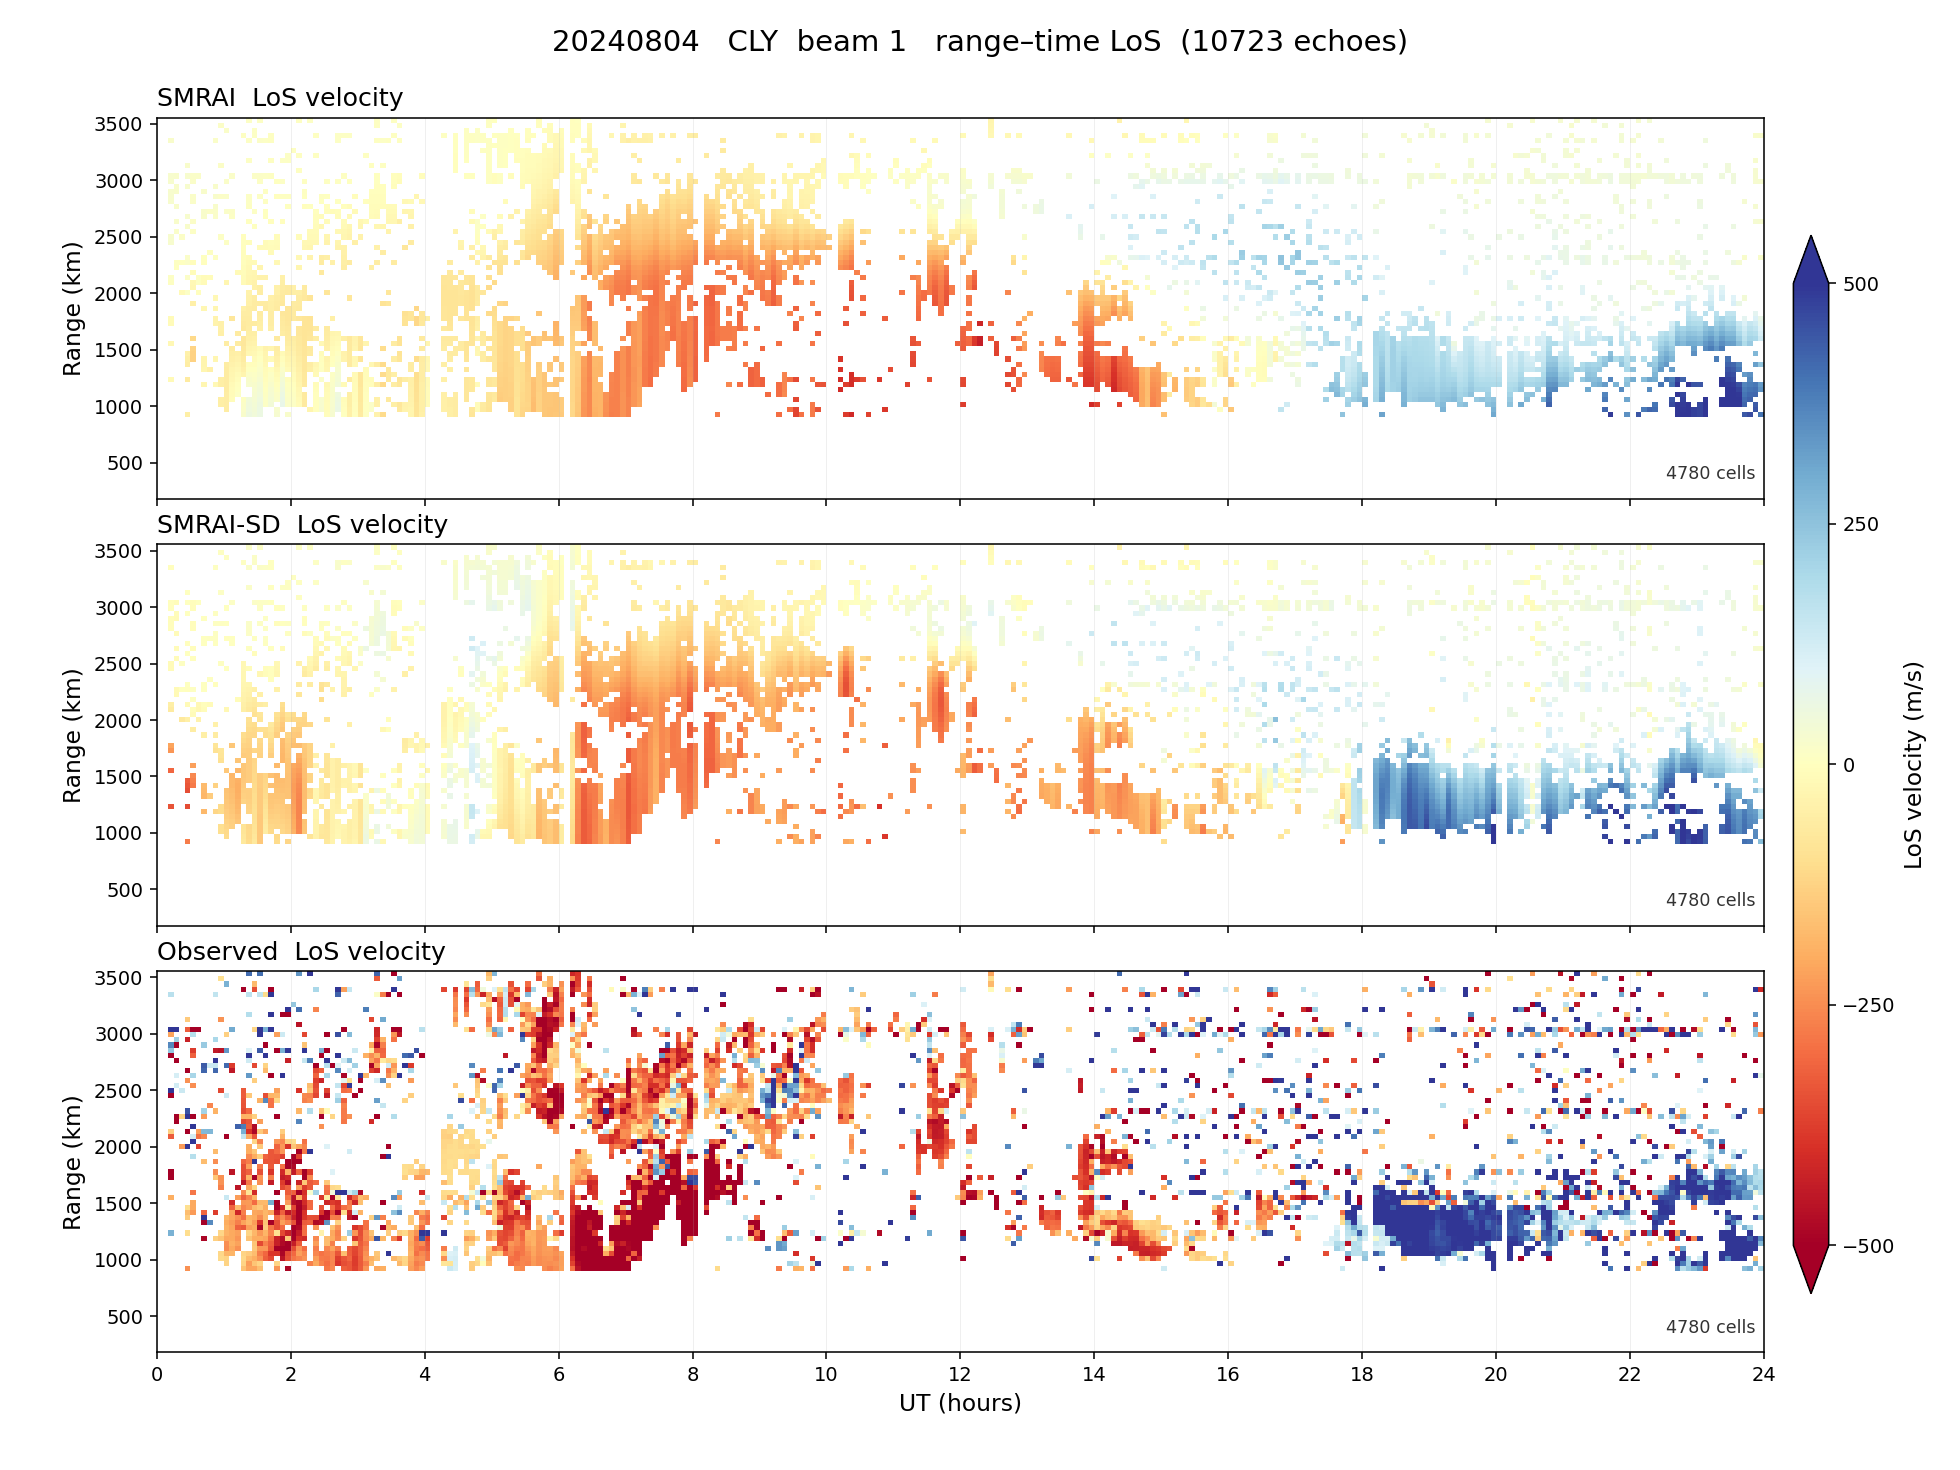 20240804   CLY  beam 1   range–time LoS  (10723 echoes)
SMRAI  LoS velocity
3500
3000
2500
2000
1500
1000
500
Range (km)
4780 cells
SMRAI-SD  LoS velocity
3500
3000
2500
2000
1500
1000
500
Range (km)
4780 cells
Observed  LoS velocity
3500
3000
2500
2000
1500
1000
500
Range (km)
4780 cells
0 2 4 6 8 10 12 14 16 18 20 22 24
UT (hours)
500
250
0
−250
−500
LoS velocity (m/s)